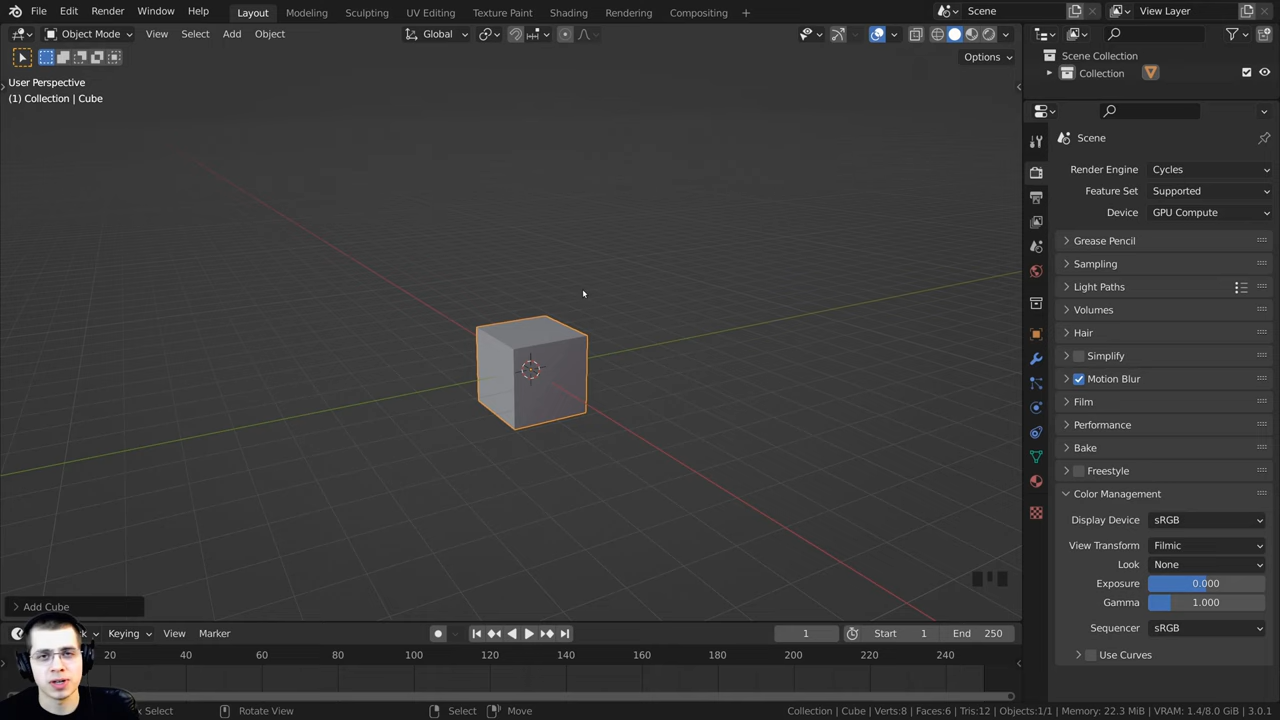 File Edit Render Window Help
Layout Modeling Sculpting UV Editing Texture Paint Shading Animation Rendering Compositing +
Scene
View Layer
Object Mode View Select Add Object
Global
Options
User Perspective
(1) Collection | Cube
Scene Collection
Collection
Scene
Render Engine Cycles
Feature Set Supported
Device GPU Compute
Grease Pencil
Sampling
Light Paths
Volumes
Hair
Simplify
Motion Blur
Film
Performance
Bake
Freestyle
Color Management
Display Device sRGB
View Transform Filmic
Look None
Exposure 0.000
Gamma 1.000
Sequencer sRGB
Use Curves
Add Cube
Keying View Marker
1 Start 1 End 250
20 40 60 80 100 120 140 160 180 200 220 240
Select Rotate View Select Move
Collection | Cube | Verts:8 | Faces:6 | Tris:12 | Objects:1/1 | Memory: 22.3 MiB | VRAM: 1.4/8.0 GiB | 3.0.1